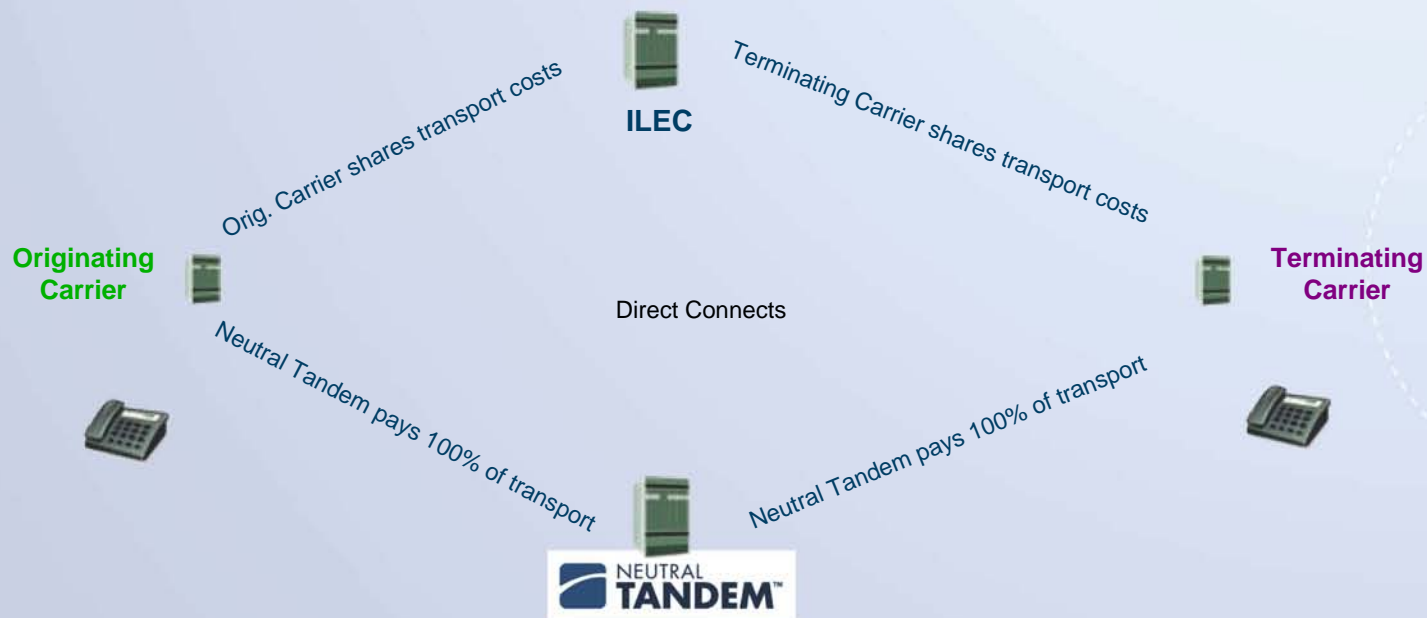 ILEC
Orig. Carrier shares transport costs
Terminating Carrier shares transport costs
Originating
Carrier
Terminating
Carrier
Direct Connects
Neutral Tandem pays 100% of transport
Neutral Tandem pays 100% of transport
NEUTRAL
TANDEM™